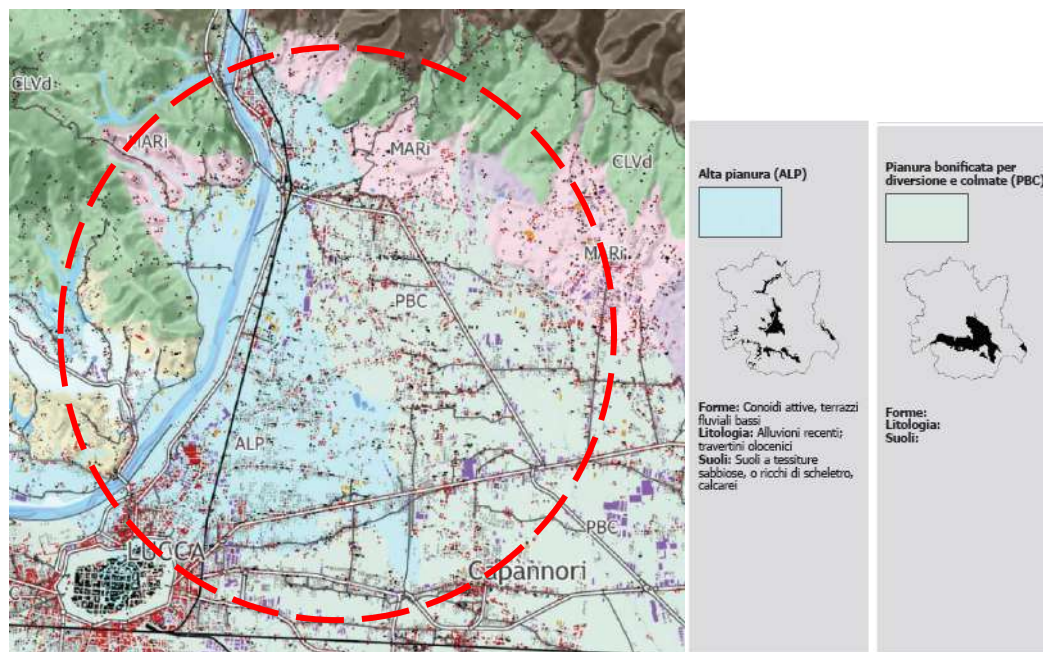 CLVd
MARi
MARi
CLVd
MARi
PBC
ALP
PBC
LUCCA
Capannori
Alta pianura (ALP)
Forme: Conoidi attive, terrazzi
fluviali bassi
Litologia: Alluvioni recenti;
travertini olocenici
Suoli: Suoli a tessiture
sabbiose, o ricchi di scheletro,
calcarei
Pianura bonificata per
diversione e colmate (PBC)
Forme:
Litologia:
Suoli: